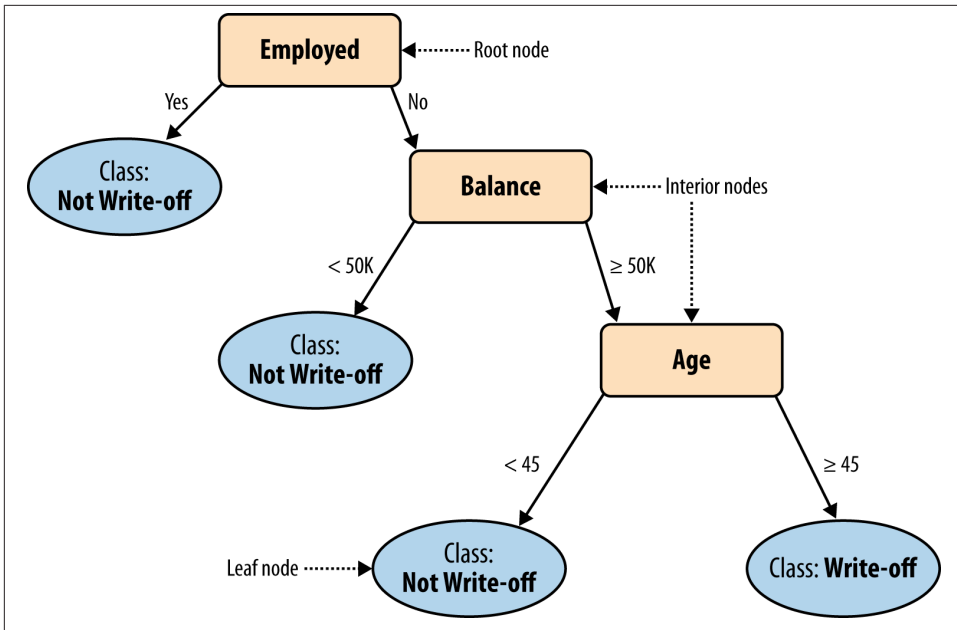 Employed
Root node
Yes
No
Class:
Not Write-off
Balance
Interior nodes
< 50K
≥ 50K
Class:
Not Write-off
Age
< 45
≥ 45
Leaf node
Class:
Not Write-off
Class: Write-off